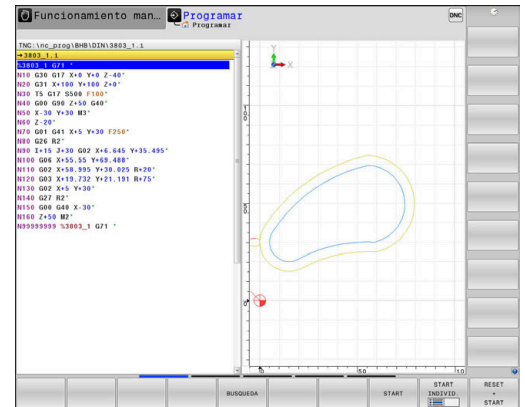 Funcionamiento man...
Programar
Programar
DNC
TNC:\nc_prog\BHB\DIN\3803_1.i
→3803_1.i
%3803_1 G71 *
N10 G30 G17 X+0 Y+0 Z-40*
N20 G31 X+100 Y+100 Z+0*
N30 T5 G17 S500 F100*
N40 G00 G90 Z+50 G40*
N50 X-30 Y+30 M3*
N60 Z-20*
N70 G01 G41 X+5 Y+30 F250*
N80 G26 R2*
N90 I+15 J+30 G02 X+6.645 Y+35.495*
N100 G06 X+55.55 Y+69.488*
N110 G02 X+58.995 Y+30.025 R+20*
N120 G03 X+19.732 Y+21.191 R+75*
N130 G02 X+5 Y+30*
N140 G27 R2*
N150 G00 G40 X-30*
N160 Z+50 M2*
N99999999 %3803_1 G71 *
Y
X
100
50
0
0
50
10
BUSQUEDA
START
START
INDIVID.
RESET
+
START